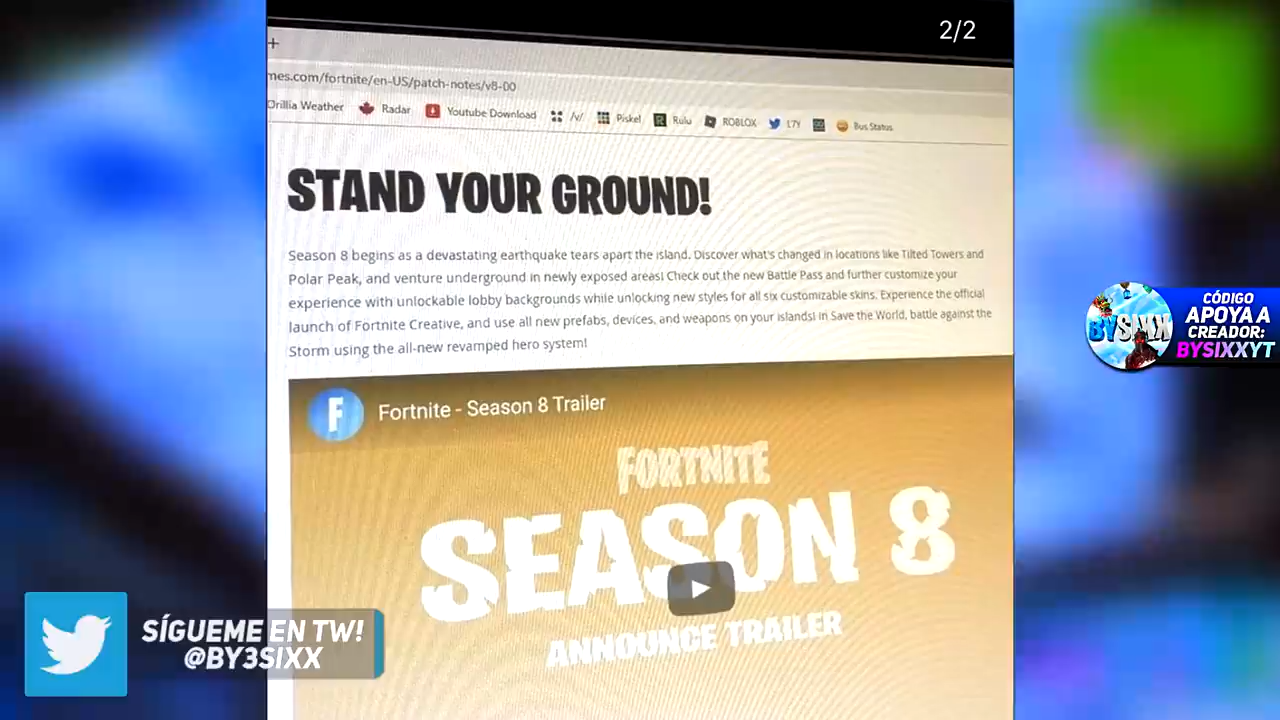 2/2
mes.com/fortnite/en-US/patch-notes/v8-00
Orillia Weather Radar Youtube Download /v/ Piskel Rulu ROBLOX L7Y Bus Status
STAND YOUR GROUND!
Season 8 begins as a devastating earthquake tears apart the island. Discover what's changed in locations like Tilted Towers and
Polar Peak, and venture underground in newly exposed areas! Check out the new Battle Pass and further customize your
experience with unlockable lobby backgrounds while unlocking new styles for all six customizable skins. Experience the official
launch of Fortnite Creative, and use all new prefabs, devices, and weapons on your islands! in Save the World, battle against the
Storm using the all-new revamped hero system!
F
Fortnite - Season 8 Trailer
FORTNITE
SEASON 8
ANNOUNCE TRAILER
BYSIXX
CÓDIGO
APOYA A
CREADOR:
BYSIXXYT
SÍGUEME EN TW!
@BY3SIXX